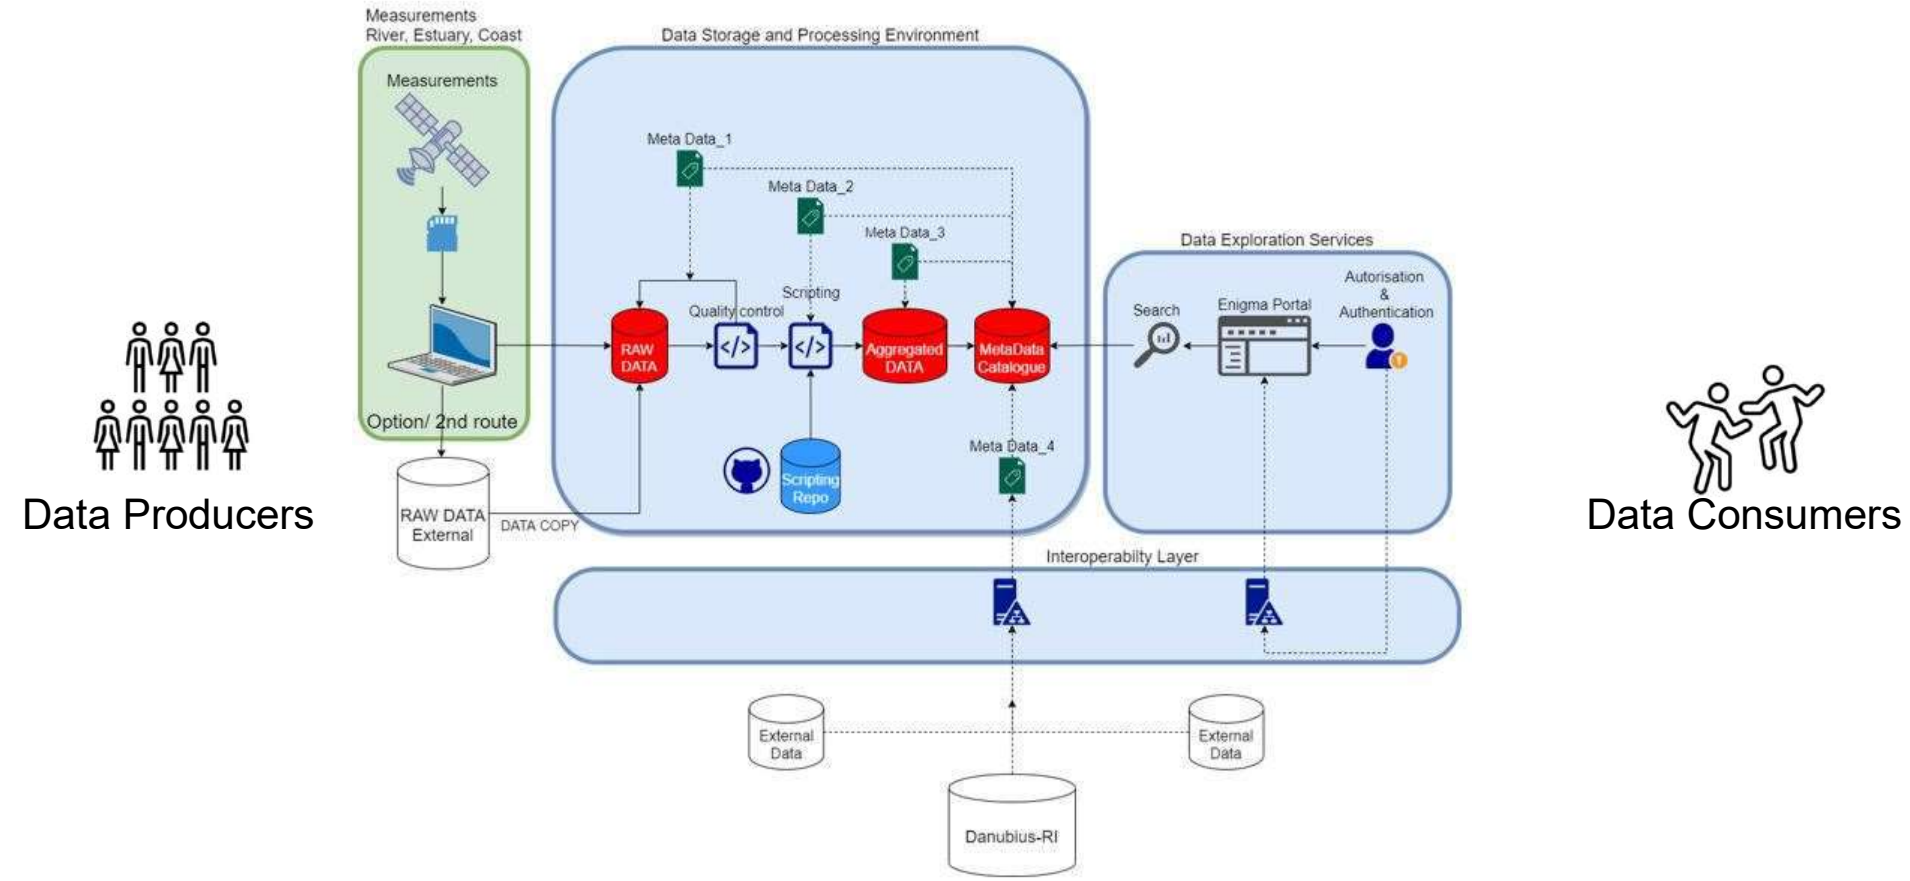 Measurements
River, Estuary, Coast
Data Storage and Processing Environment
Measurements
Meta Data_1
Meta Data_2
Meta Data_3
Data Exploration Services
Autorisation
&
Authentication
Scripting
Quality control
Search
Enigma Portal
RAW
DATA
</>
</>
Aggregated
DATA
MetaData
Catalogue
Option/ 2nd route
Meta Data_4
Scripting
Repo
Data Producers
RAW DATA
External
DATA COPY
Data Consumers
Interoperabilty Layer
External
Data
External
Data
Danubius-RI